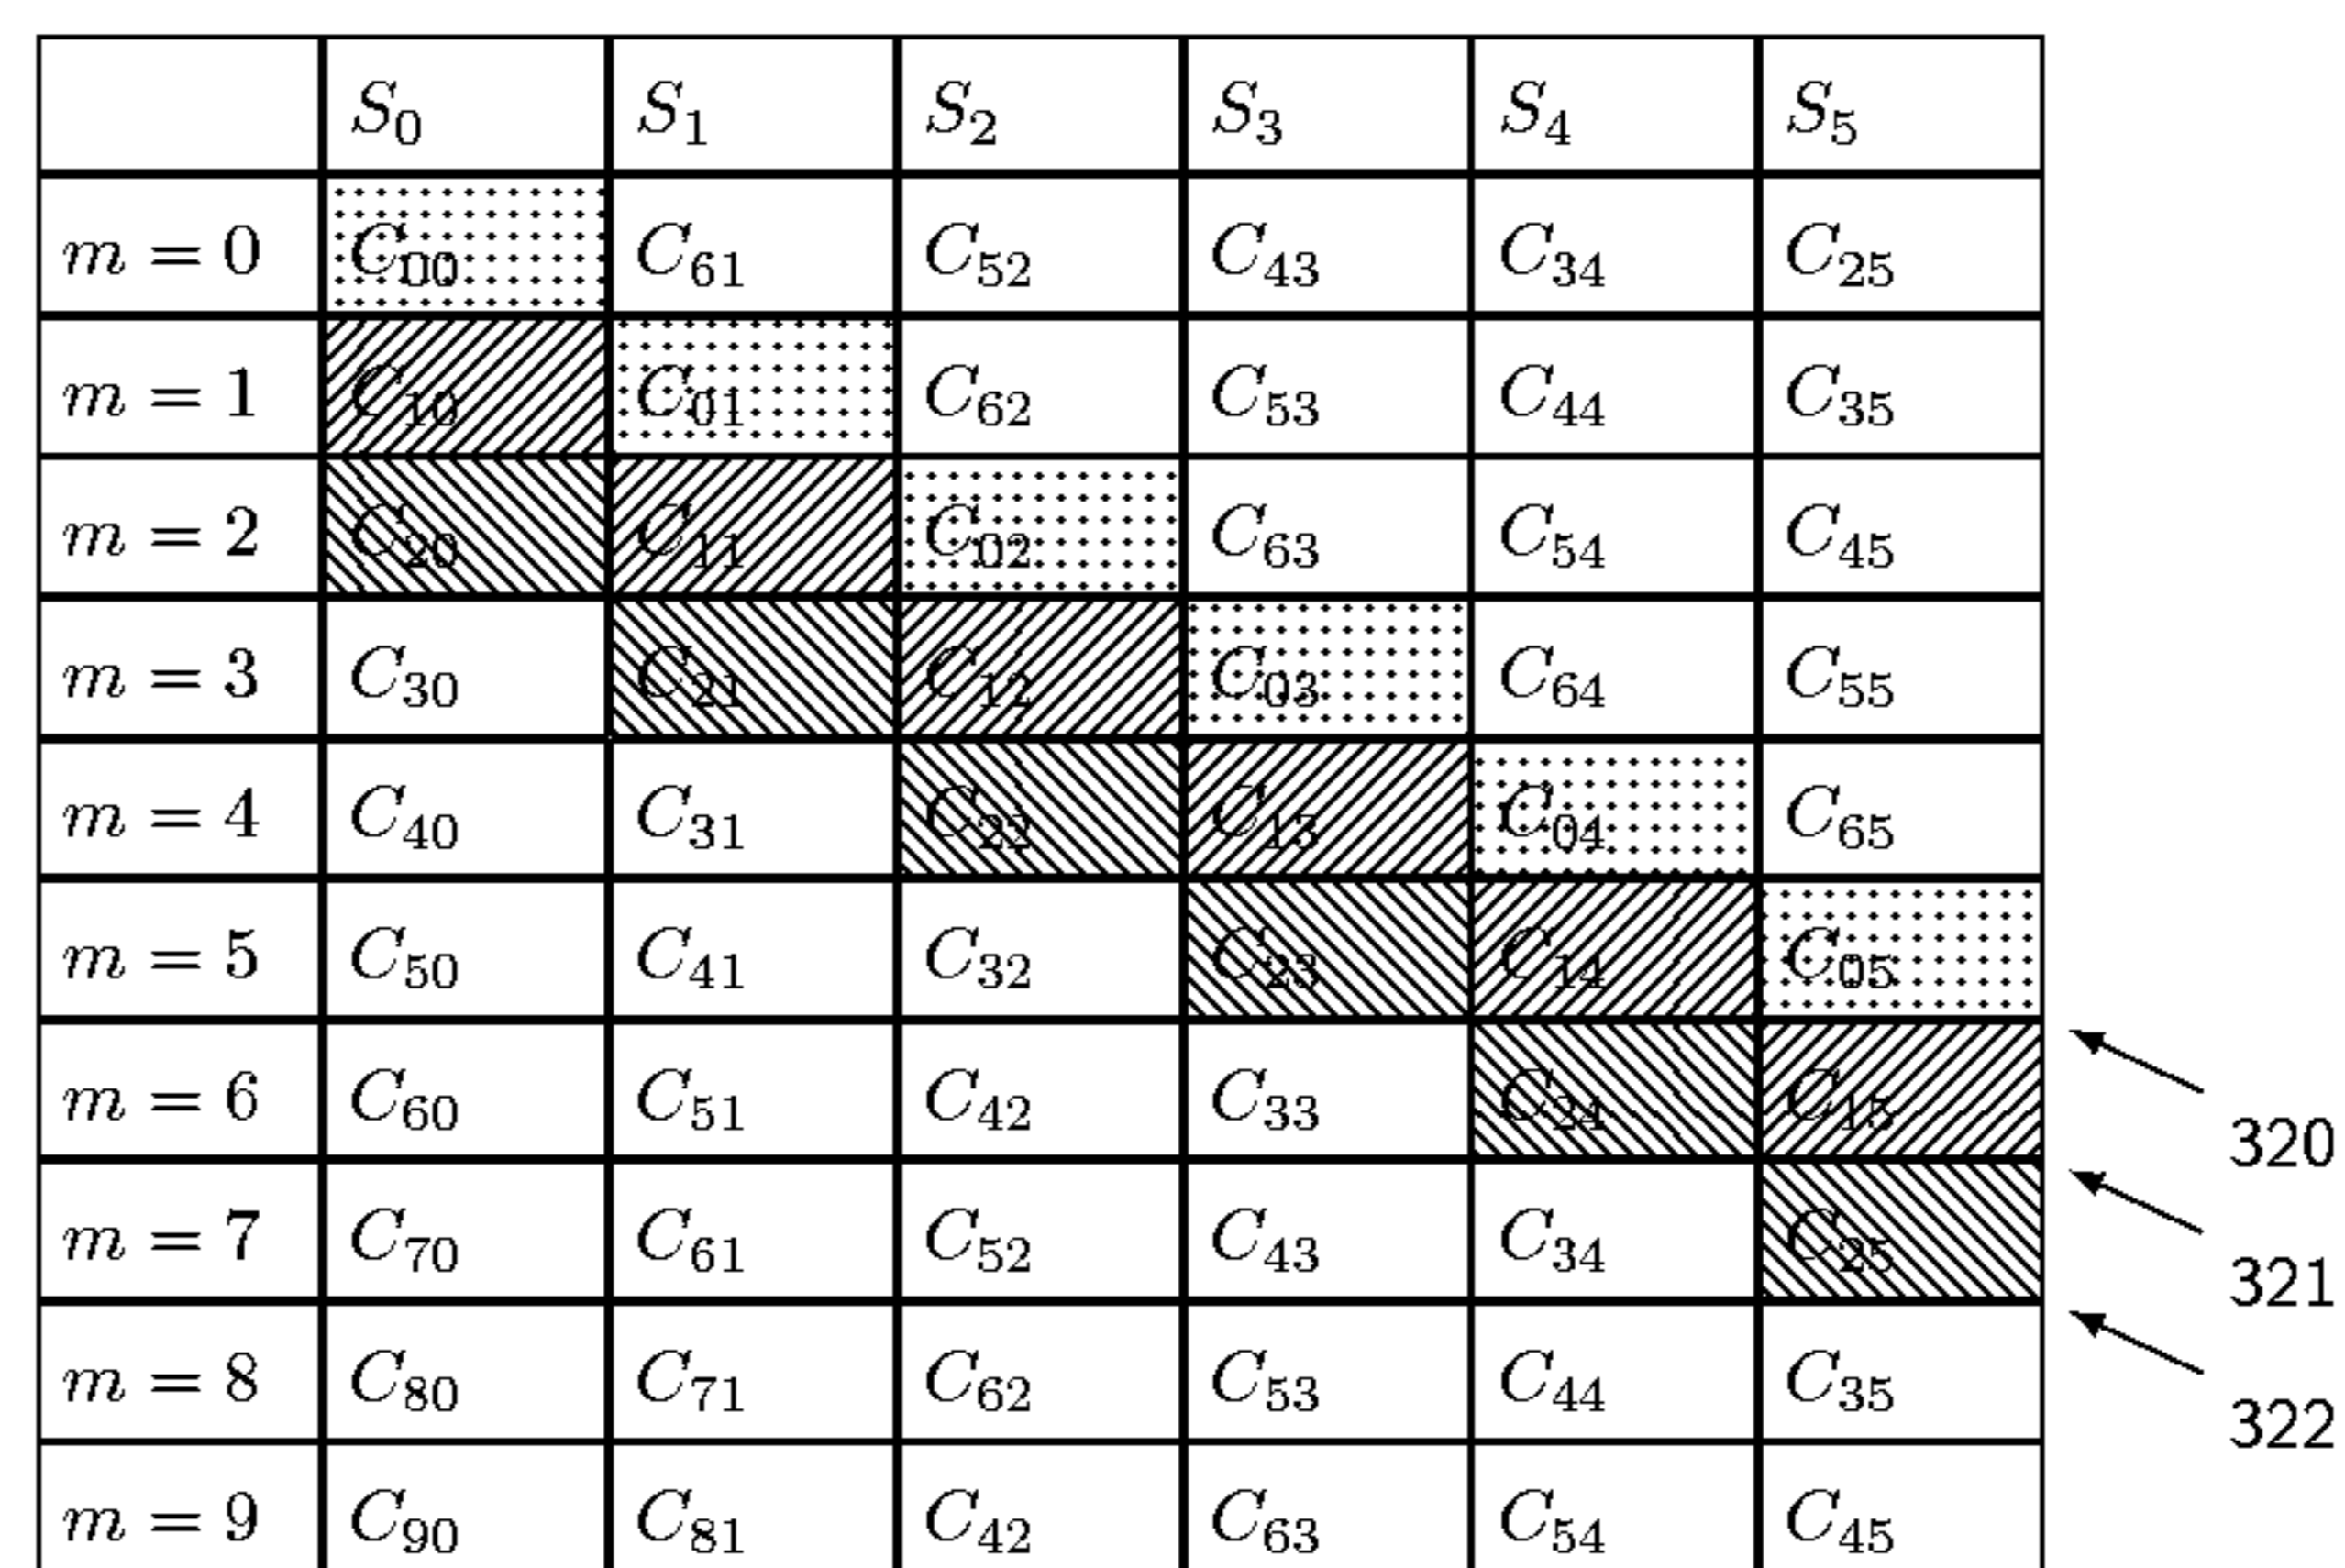 S₀ S₁ S₂ S₃ S₄ S₅
m = 0 C₀₀ C₆₁ C₅₂ C₄₃ C₃₄ C₂₅
m = 1 C₁₀ C₀₁ C₆₂ C₅₃ C₄₄ C₃₅
m = 2 C₂₀ C₁₁ C₀₂ C₆₃ C₅₄ C₄₅
m = 3 C₃₀ C₂₁ C₁₂ C₀₃ C₆₄ C₅₅
m = 4 C₄₀ C₃₁ C₂₂ C₁₃ C₀₄ C₆₅
m = 5 C₅₀ C₄₁ C₃₂ C₂₃ C₁₄ C₀₅
m = 6 C₆₀ C₅₁ C₄₂ C₃₃ C₂₄ C₁₅
320
m = 7 C₇₀ C₆₁ C₅₂ C₄₃ C₃₄ C₂₅
321
m = 8 C₈₀ C₇₁ C₆₂ C₅₃ C₄₄ C₃₅
322
m = 9 C₉₀ C₈₁ C₄₂ C₆₃ C₅₄ C₄₅